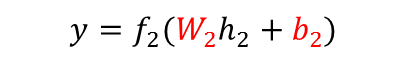 y = f₂(W₂h₂ + b₂)